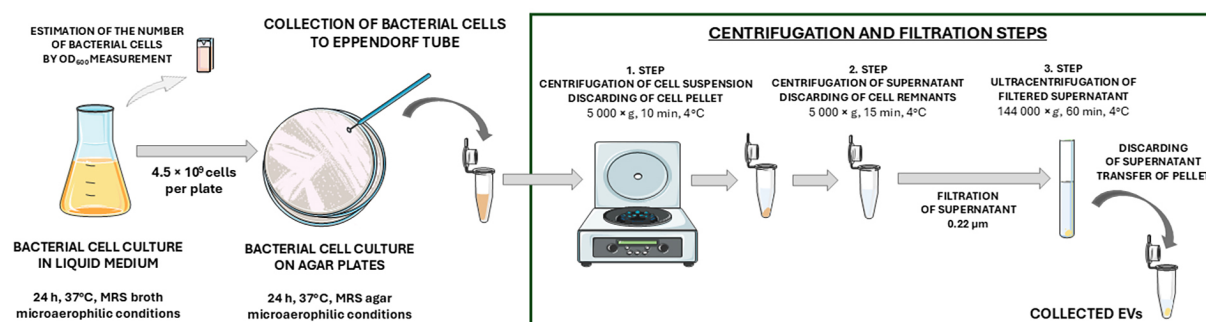 ESTIMATION OF THE NUMBER
OF BACTERIAL CELLS
BY OD₆₀₀ MEASUREMENT
4.5 × 10⁹ cells
per plate
BACTERIAL CELL CULTURE
IN LIQUID MEDIUM
24 h, 37°C, MRS broth
microaerophilic conditions
COLLECTION OF BACTERIAL CELLS
TO EPPENDORF TUBE
BACTERIAL CELL CULTURE
ON AGAR PLATES
24 h, 37°C, MRS agar
microaerophilic conditions
CENTRIFUGATION AND FILTRATION STEPS
1. STEP
CENTRIFUGATION OF CELL SUSPENSION
DISCARDING OF CELL PELLET
5 000 × g, 10 min, 4°C
2. STEP
CENTRIFUGATION OF SUPERNATANT
DISCARDING OF CELL REMNANTS
5 000 × g, 15 min, 4°C
3. STEP
ULTRACENTRIFUGATION OF
FILTERED SUPERNATANT
144 000 × g, 60 min, 4°C
FILTRATION
OF SUPERNATANT
0.22 µm
DISCARDING
OF SUPERNATANT
TRANSFER OF PELLET
COLLECTED EVs